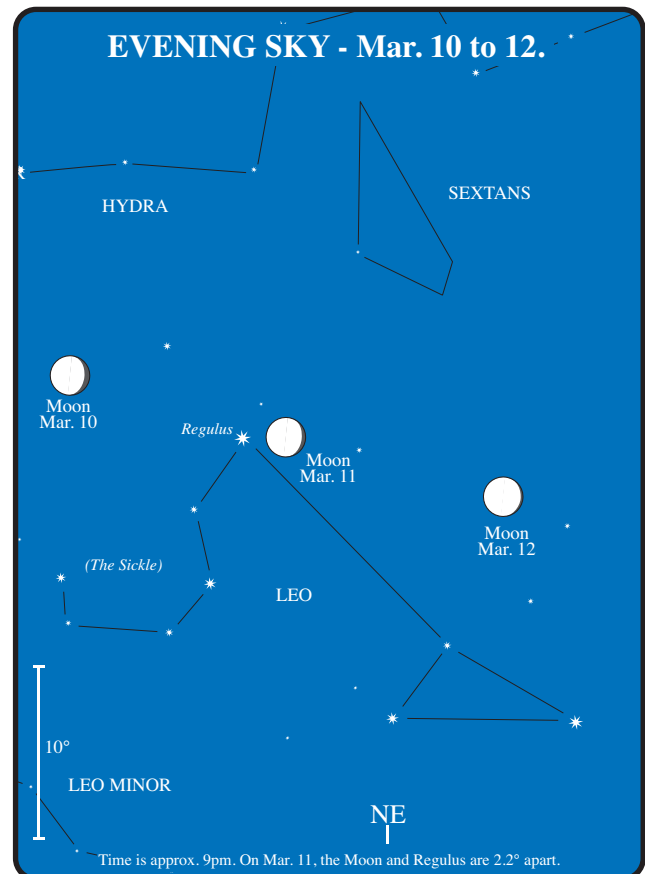 EVENING SKY - Mar. 10 to 12.
SEXTANS
HYDRA
Moon
Mar. 10
Regulus
Moon
Mar. 11
Moon
Mar. 12
(The Sickle)
LEO
10°
LEO MINOR
NE
Time is approx. 9pm. On Mar. 11, the Moon and Regulus are 2.2° apart.